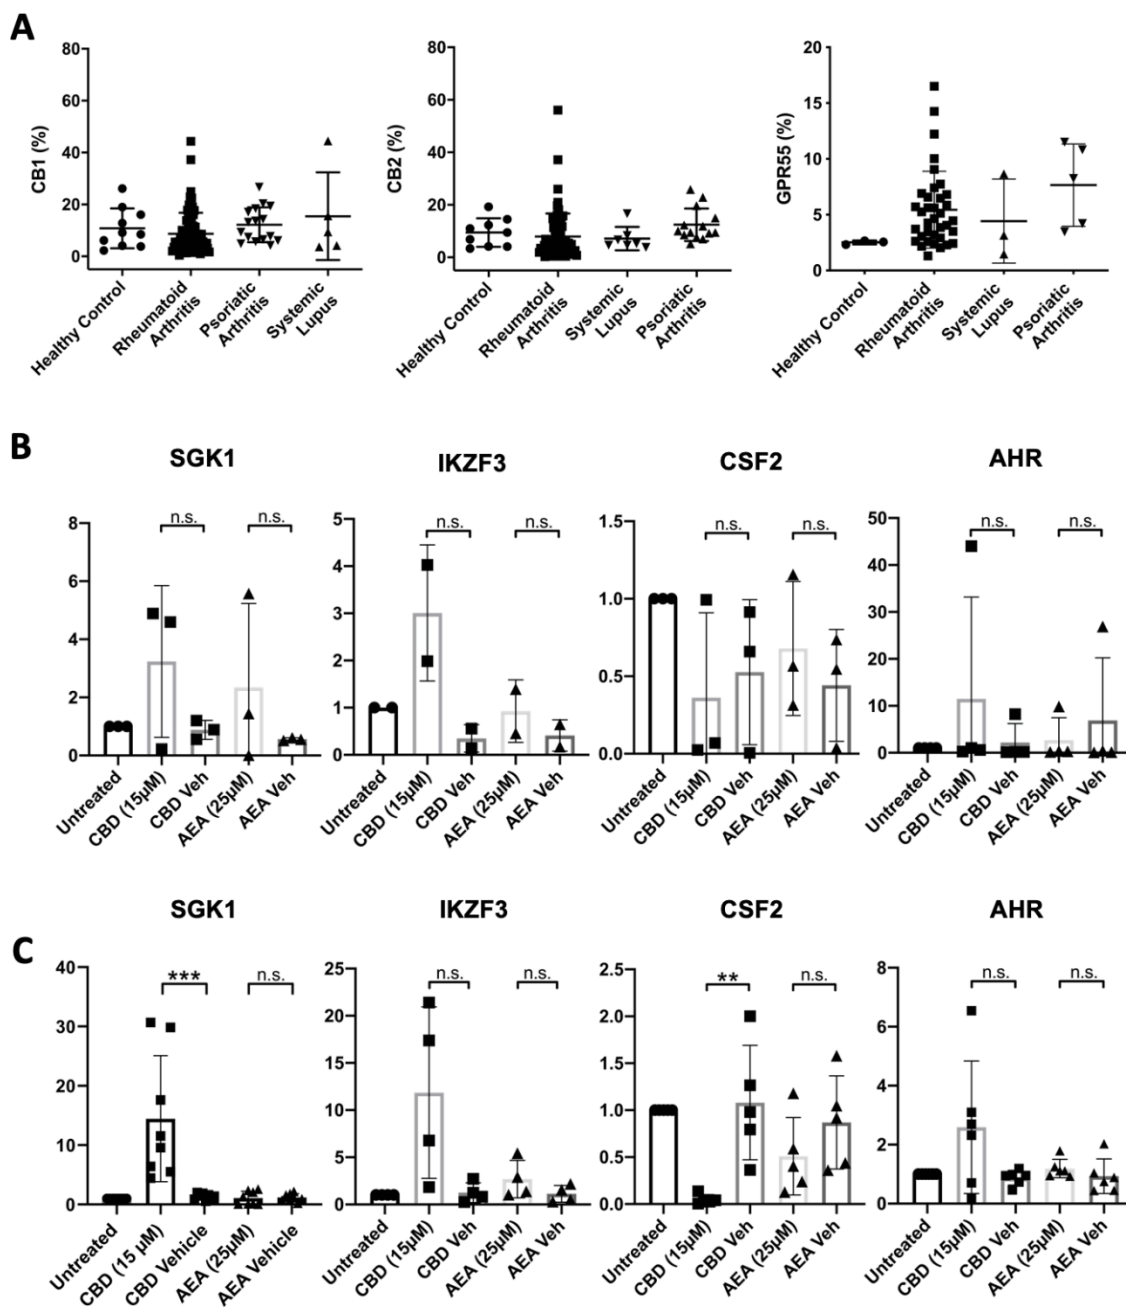 A
80
60
40
20
0
CB1 (%)
Healthy Control
Rheumatoid
Arthritis
Psoriatic
Arthritis
Systemic
Lupus
80
60
40
20
0
CB2 (%)
Healthy Control
Rheumatoid
Arthritis
Systemic
Lupus
Psoriatic
Arthritis
20
15
10
5
0
GPR55 (%)
Healthy Control
Rheumatoid
Arthritis
Systemic
Lupus
Psoriatic
Arthritis
B
SGK1
n.s.
n.s.
8
6
4
2
0
Untreated
CBD (15μM)
CBD Veh
AEA (25μM)
AEA Veh
IKZF3
n.s.
n.s.
5
4
3
2
1
0
Untreated
CBD (15μM)
CBD Veh
AEA (25μM)
AEA Veh
CSF2
n.s.
n.s.
1.5
1.0
0.5
0.0
Untreated
CBD (15μM)
CBD Veh
AEA (25μM)
AEA Veh
AHR
n.s.
n.s.
50
40
30
20
10
0
Untreated
CBD (15μM)
CBD Veh
AEA (25μM)
AEA Veh
C
SGK1
***
n.s.
40
30
20
10
0
Untreated
CBD (15 μM)
CBD Vehicle
AEA (25μM)
AEA Vehicle
IKZF3
n.s.
n.s.
25
20
15
10
5
0
Untreated
CBD (15μM)
CBD Veh
AEA (25μM)
AEA Veh
CSF2
**
n.s.
2.5
2.0
1.5
1.0
0.5
0.0
Untreated
CBD (15μM)
CBD Veh
AEA (25μM)
AEA Veh
AHR
n.s.
n.s.
8
6
4
2
0
Untreated
CBD (15μM)
CBD Veh
AEA (25μM)
AEA Veh